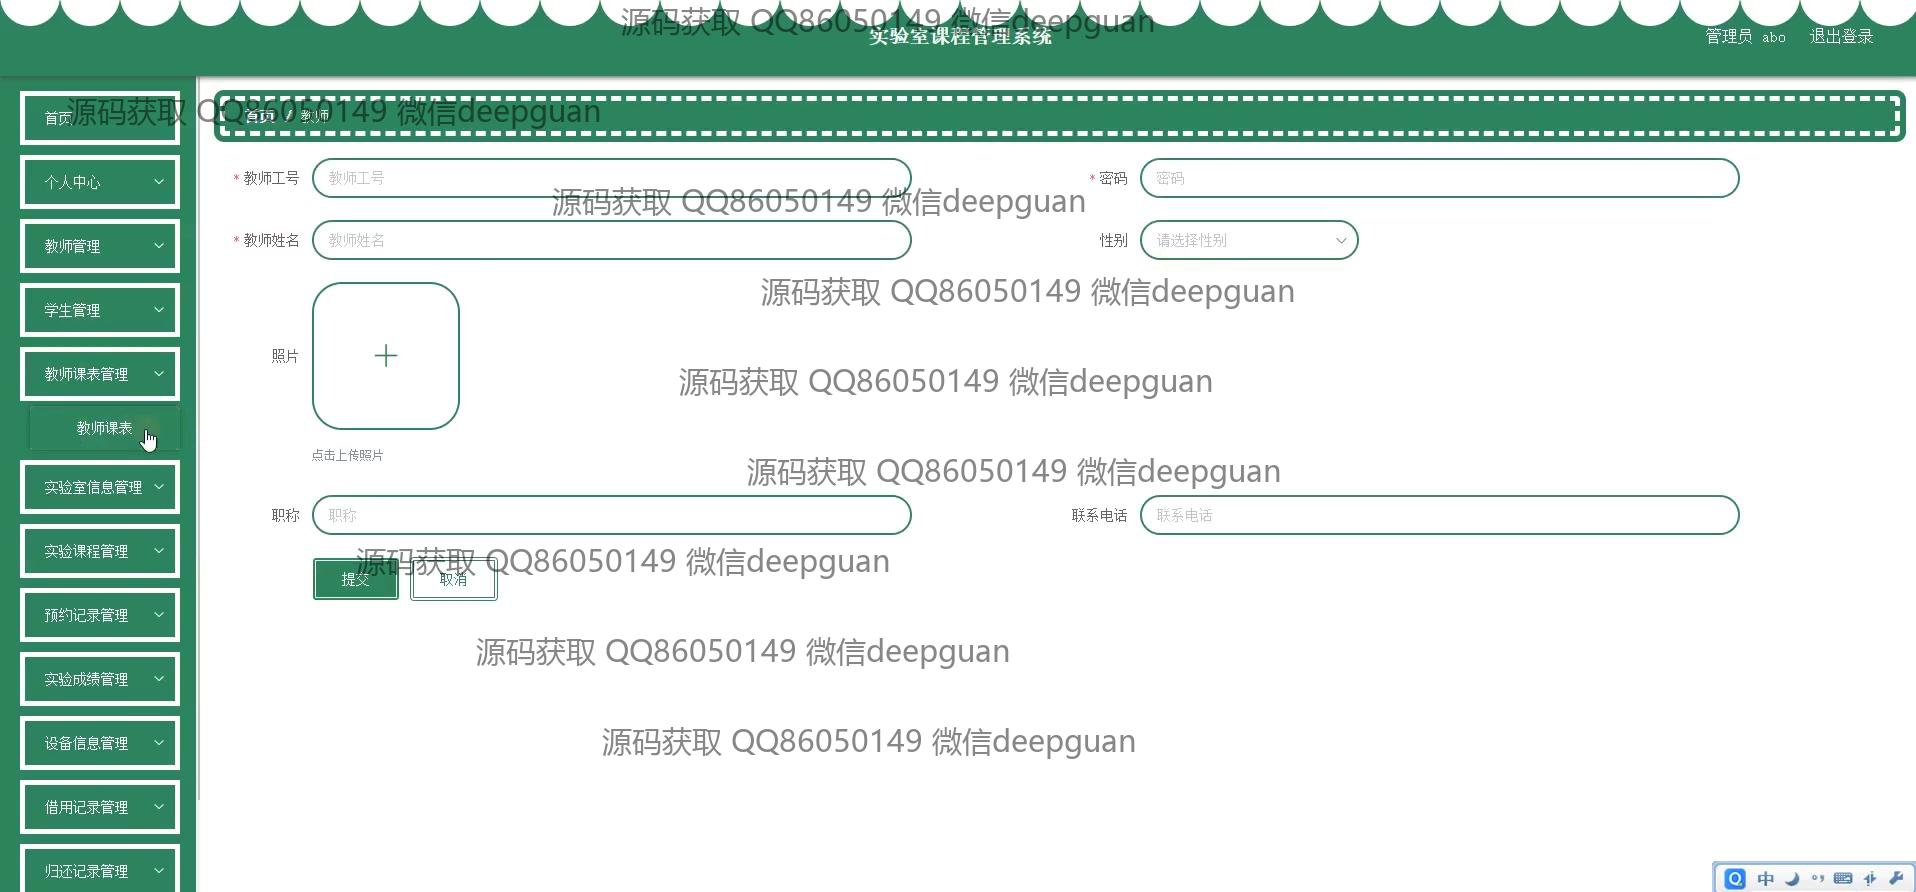 源码获取 QQ86050149 微信deepguan
实验室课程管理系统
管理员 abo 退出登录
首页
源码获取 QQ86050149 微信deepguan
首页 / 教师
* 教师工号 教师工号
* 密码 密码
源码获取 QQ86050149 微信deepguan
个人中心
教师管理
* 教师姓名 教师姓名
性别 请选择性别
源码获取 QQ86050149 微信deepguan
学生管理
照片
教师课表管理
源码获取 QQ86050149 微信deepguan
教师课表
点击上传照片
源码获取 QQ86050149 微信deepguan
实验室信息管理
职称 职称
联系电话 联系电话
实验课程管理
源码获取 QQ86050149 微信deepguan
提交 取消
预约记录管理
源码获取 QQ86050149 微信deepguan
实验成绩管理
设备信息管理
源码获取 QQ86050149 微信deepguan
借用记录管理
归还记录管理
中